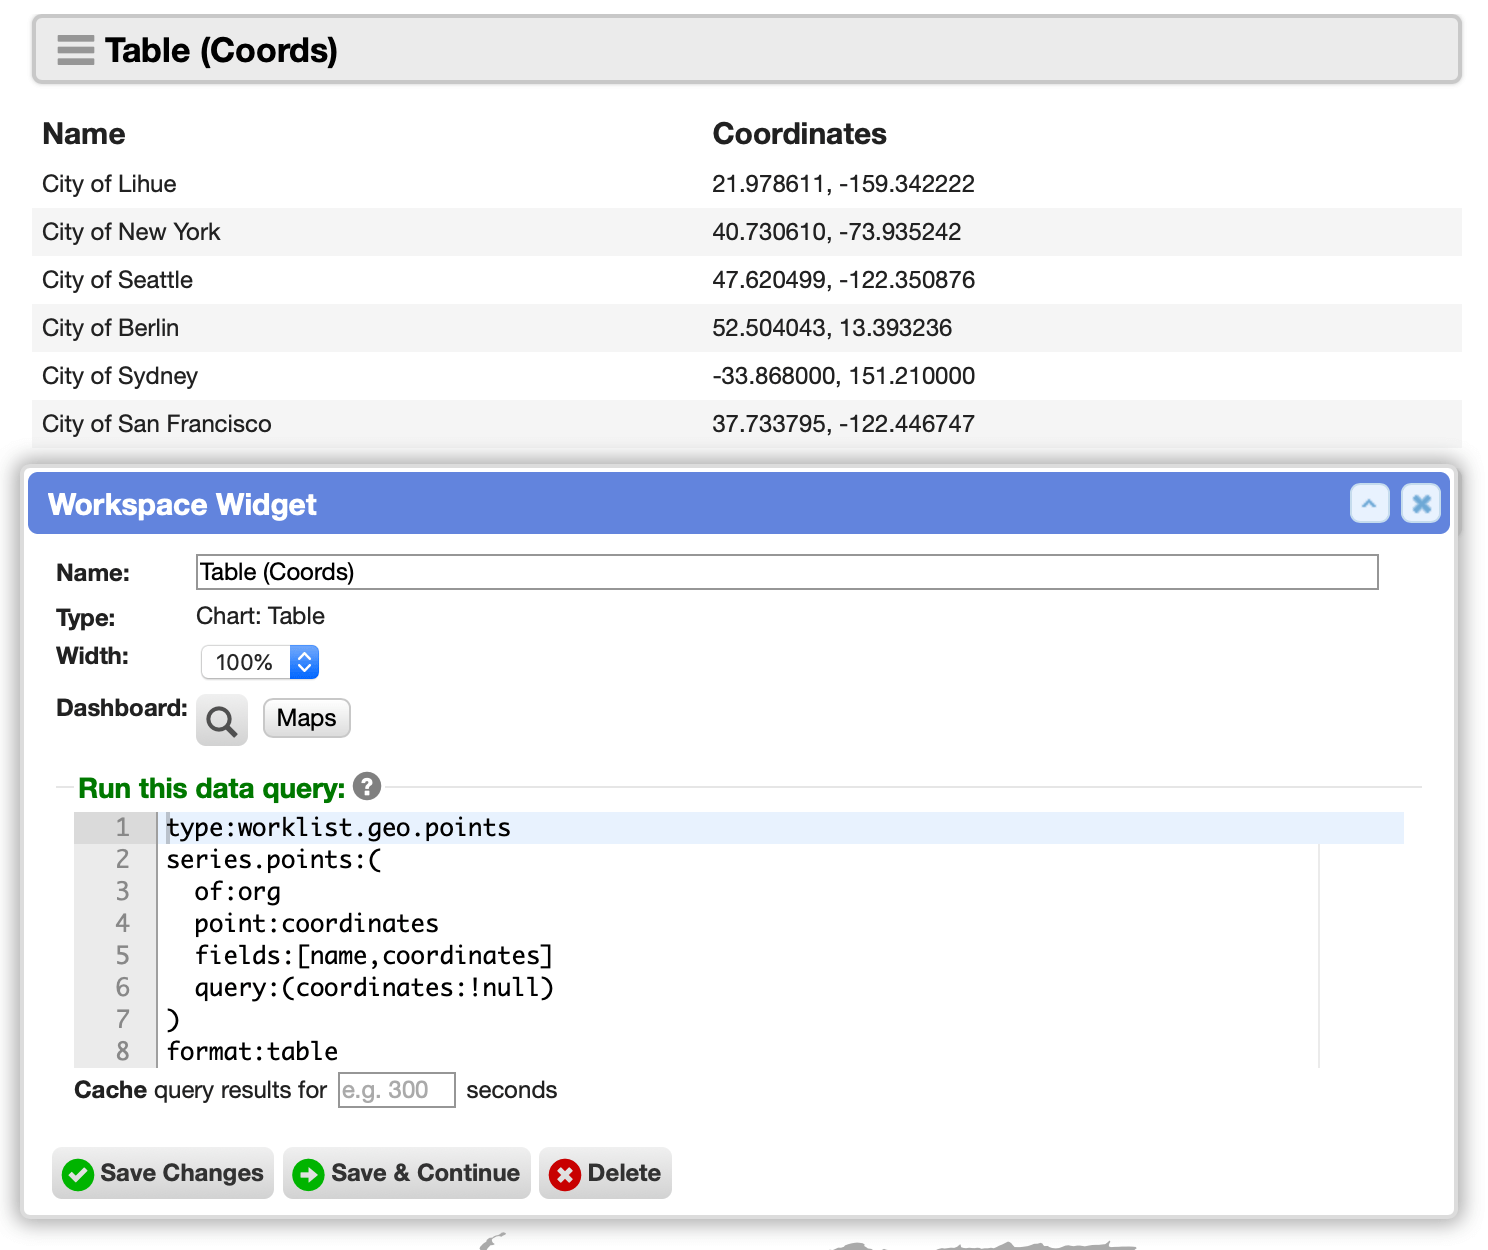 Table (Coords)
Name Coordinates
City of Lihue 21.978611, -159.342222
City of New York 40.730610, -73.935242
City of Seattle 47.620499, -122.350876
City of Berlin 52.504043, 13.393236
City of Sydney -33.868000, 151.210000
City of San Francisco 37.733795, -122.446747
Workspace Widget
Name: Table (Coords)
Type: Chart: Table
Width: 100%
Dashboard: Maps
Run this data query: ?
1 type:worklist.geo.points
2 series.points:(
3 of:org
4 point:coordinates
5 fields:[name,coordinates]
6 query:(coordinates:!null)
7 )
8 format:table
Cache query results for e.g. 300 seconds
Save Changes Save & Continue Delete